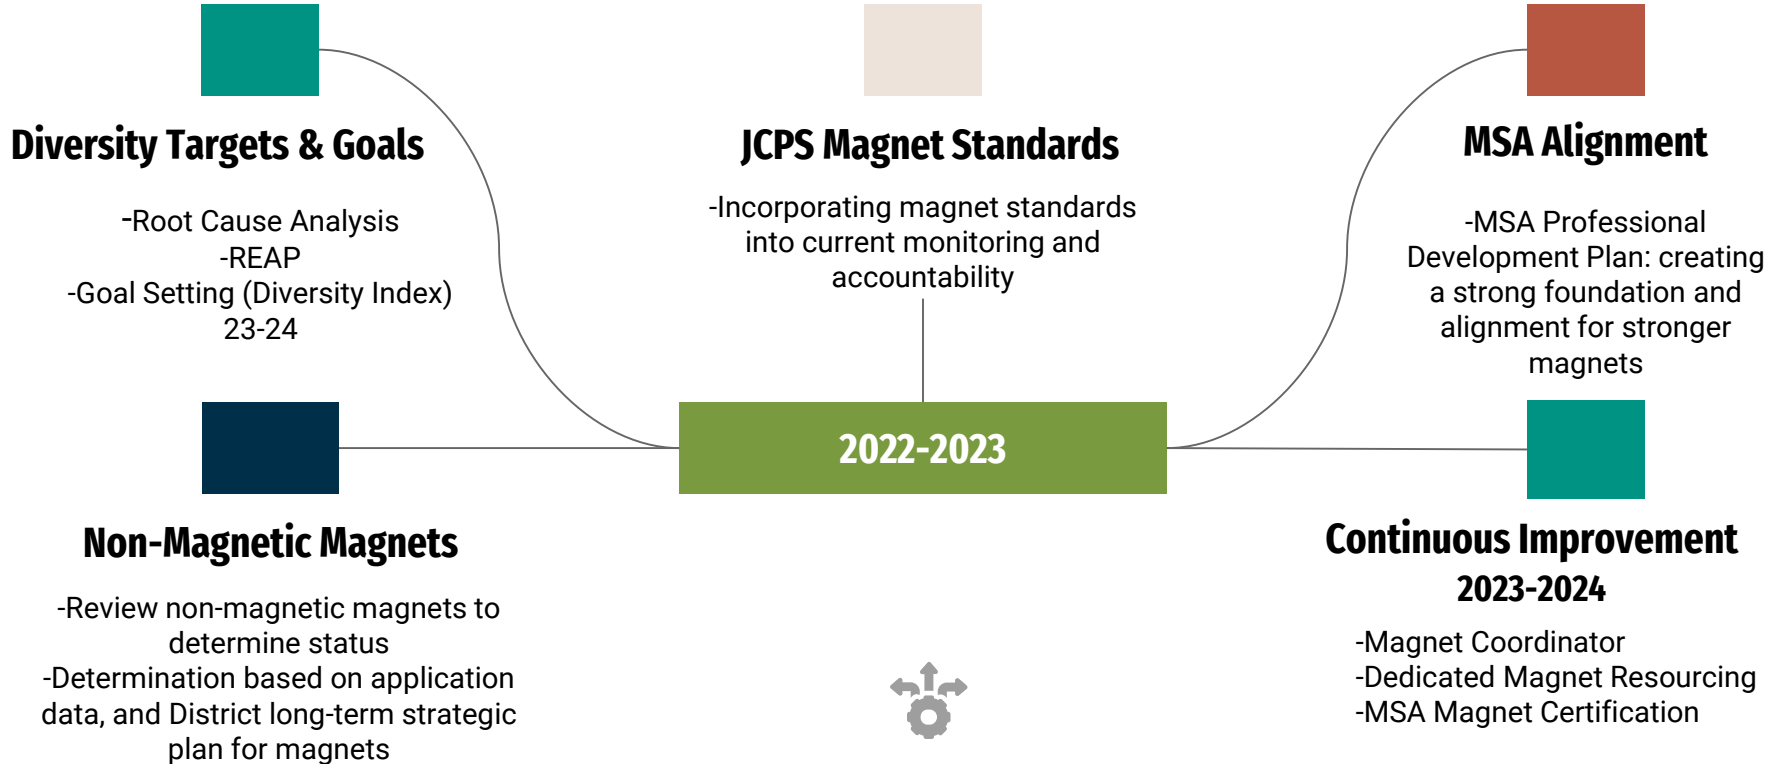 Diversity Targets & Goals
-Root Cause Analysis
-REAP
-Goal Setting (Diversity Index)
23-24
JCPS Magnet Standards
-Incorporating magnet standards
into current monitoring and
accountability
MSA Alignment
-MSA Professional
Development Plan: creating
a strong foundation and
alignment for stronger
magnets
2022-2023
Non-Magnetic Magnets
-Review non-magnetic magnets to
determine status
-Determination based on application
data, and District long-term strategic
plan for magnets
Continuous Improvement
2023-2024
-Magnet Coordinator
-Dedicated Magnet Resourcing
-MSA Magnet Certification